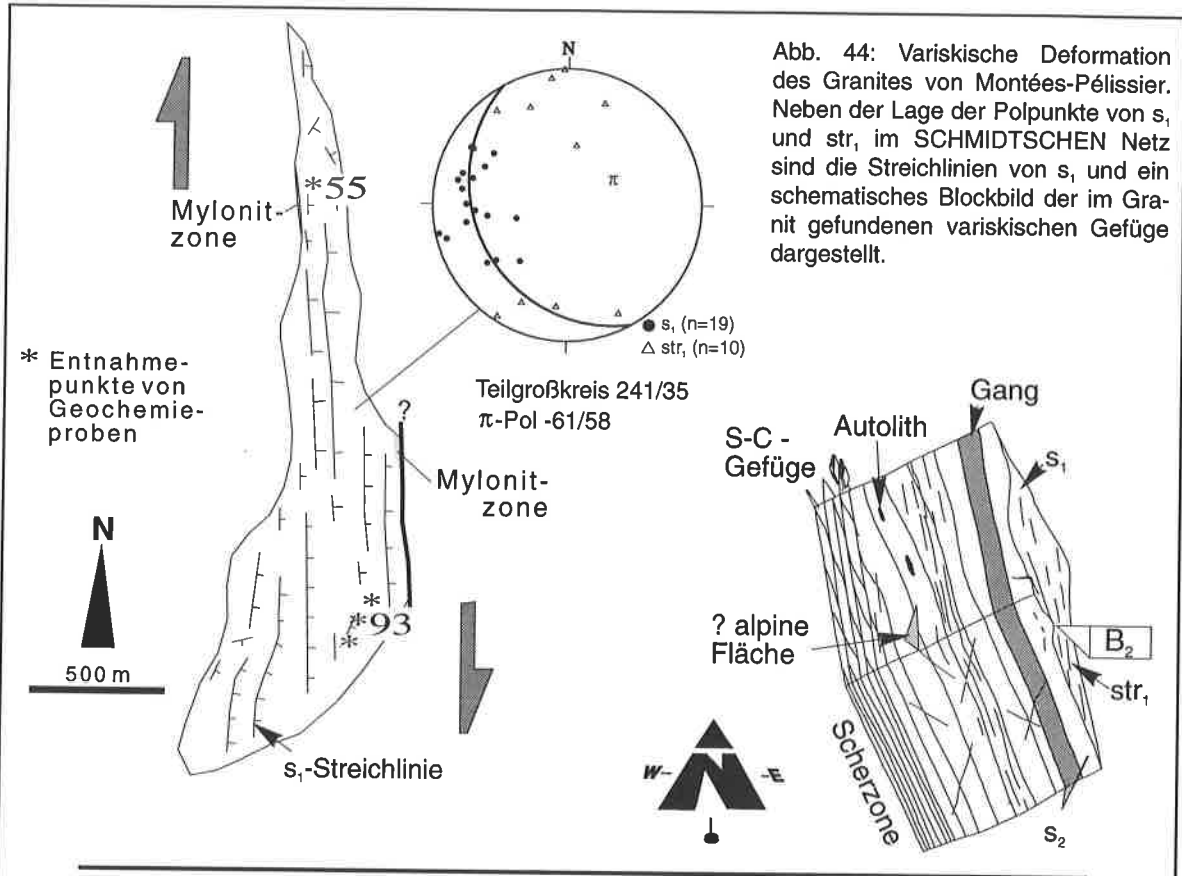 Abb. 44: Variskische Deformation
des Granites von Montées-Pélissier.
Neben der Lage der Polpunkte von s₁
und str₁ im SCHMIDTSCHEN Netz
sind die Streichlinien von s₁ und ein
schematisches Blockbild der im Gra-
nit gefundenen variskischen Gefüge
dargestellt.
N
π
● s₁ (n=19)
△ str₁ (n=10)
Teilgroßkreis 241/35
π-Pol -61/58
*55
Mylonit-
zone
* Entnahme-
punkte von
Geochemie-
proben
?
Mylonit-
zone
N
500 m
*
*93
*
s₁-Streichlinie
Gang
Autolith
S-C -
Gefüge
s₁
? alpine
Fläche
B₂
str₁
Scherzone
s₂
W
N
E